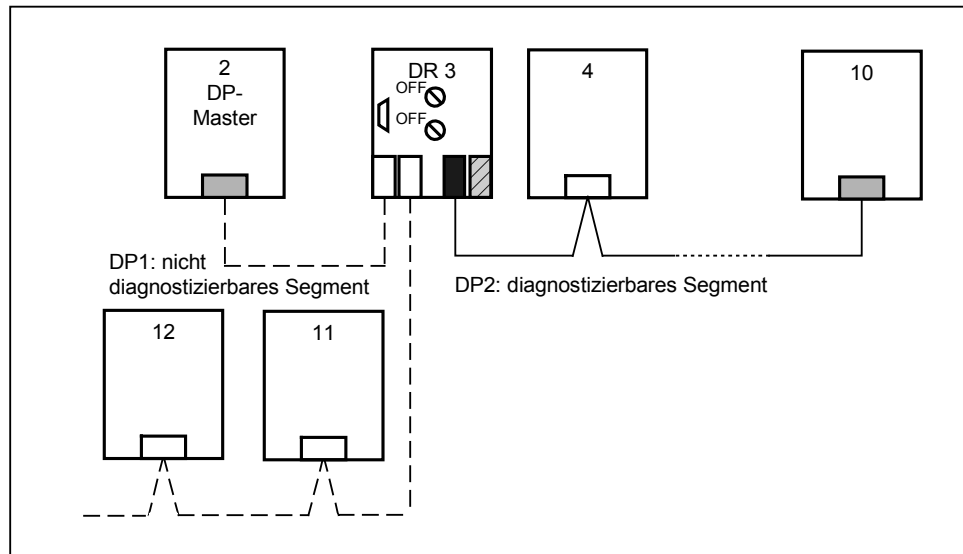 2
DP-
Master
DR 3
OFF
OFF
4
10
DP1: nicht
diagnostizierbares Segment
DP2: diagnostizierbares Segment
12
11